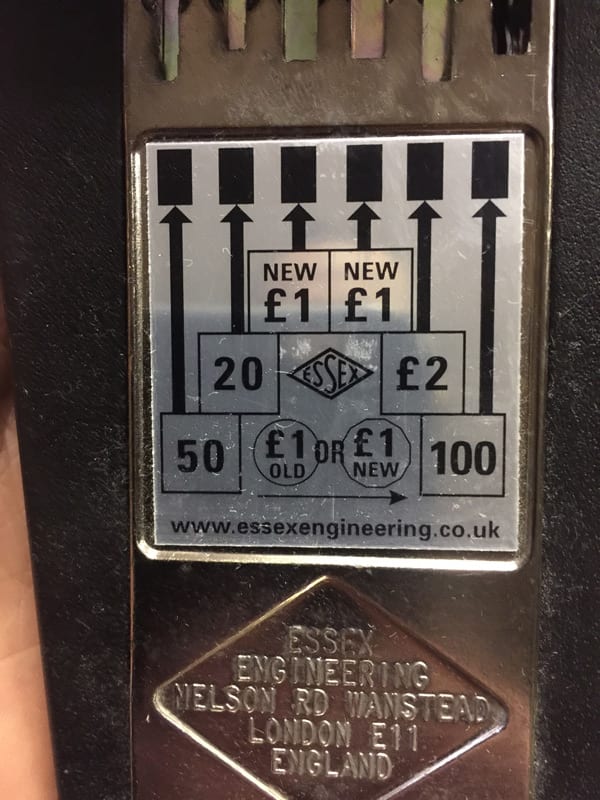 NEW NEW
£1 £1
20 ESSEX £2
50 £1 OLD OR £1 NEW 100
www.essexengineering.co.uk
ESSEX
ENGINEERING
NELSON RD WANSTEAD
LONDON E11
ENGLAND